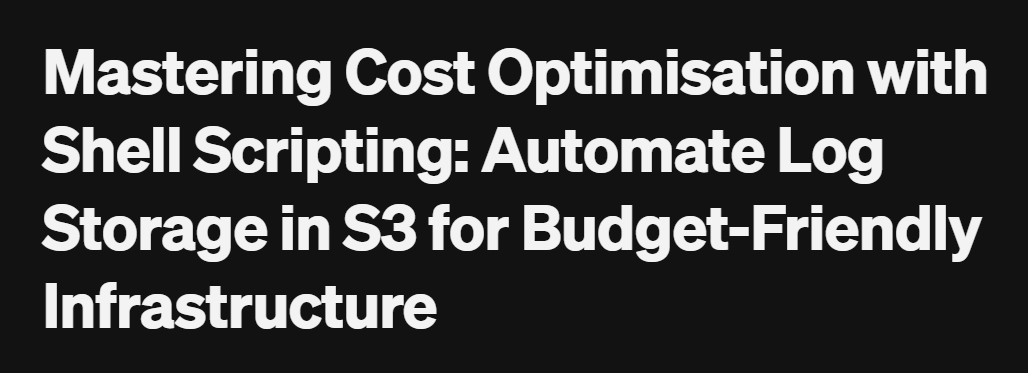 Mastering Cost Optimisation with
Shell Scripting: Automate Log
Storage in S3 for Budget-Friendly
Infrastructure